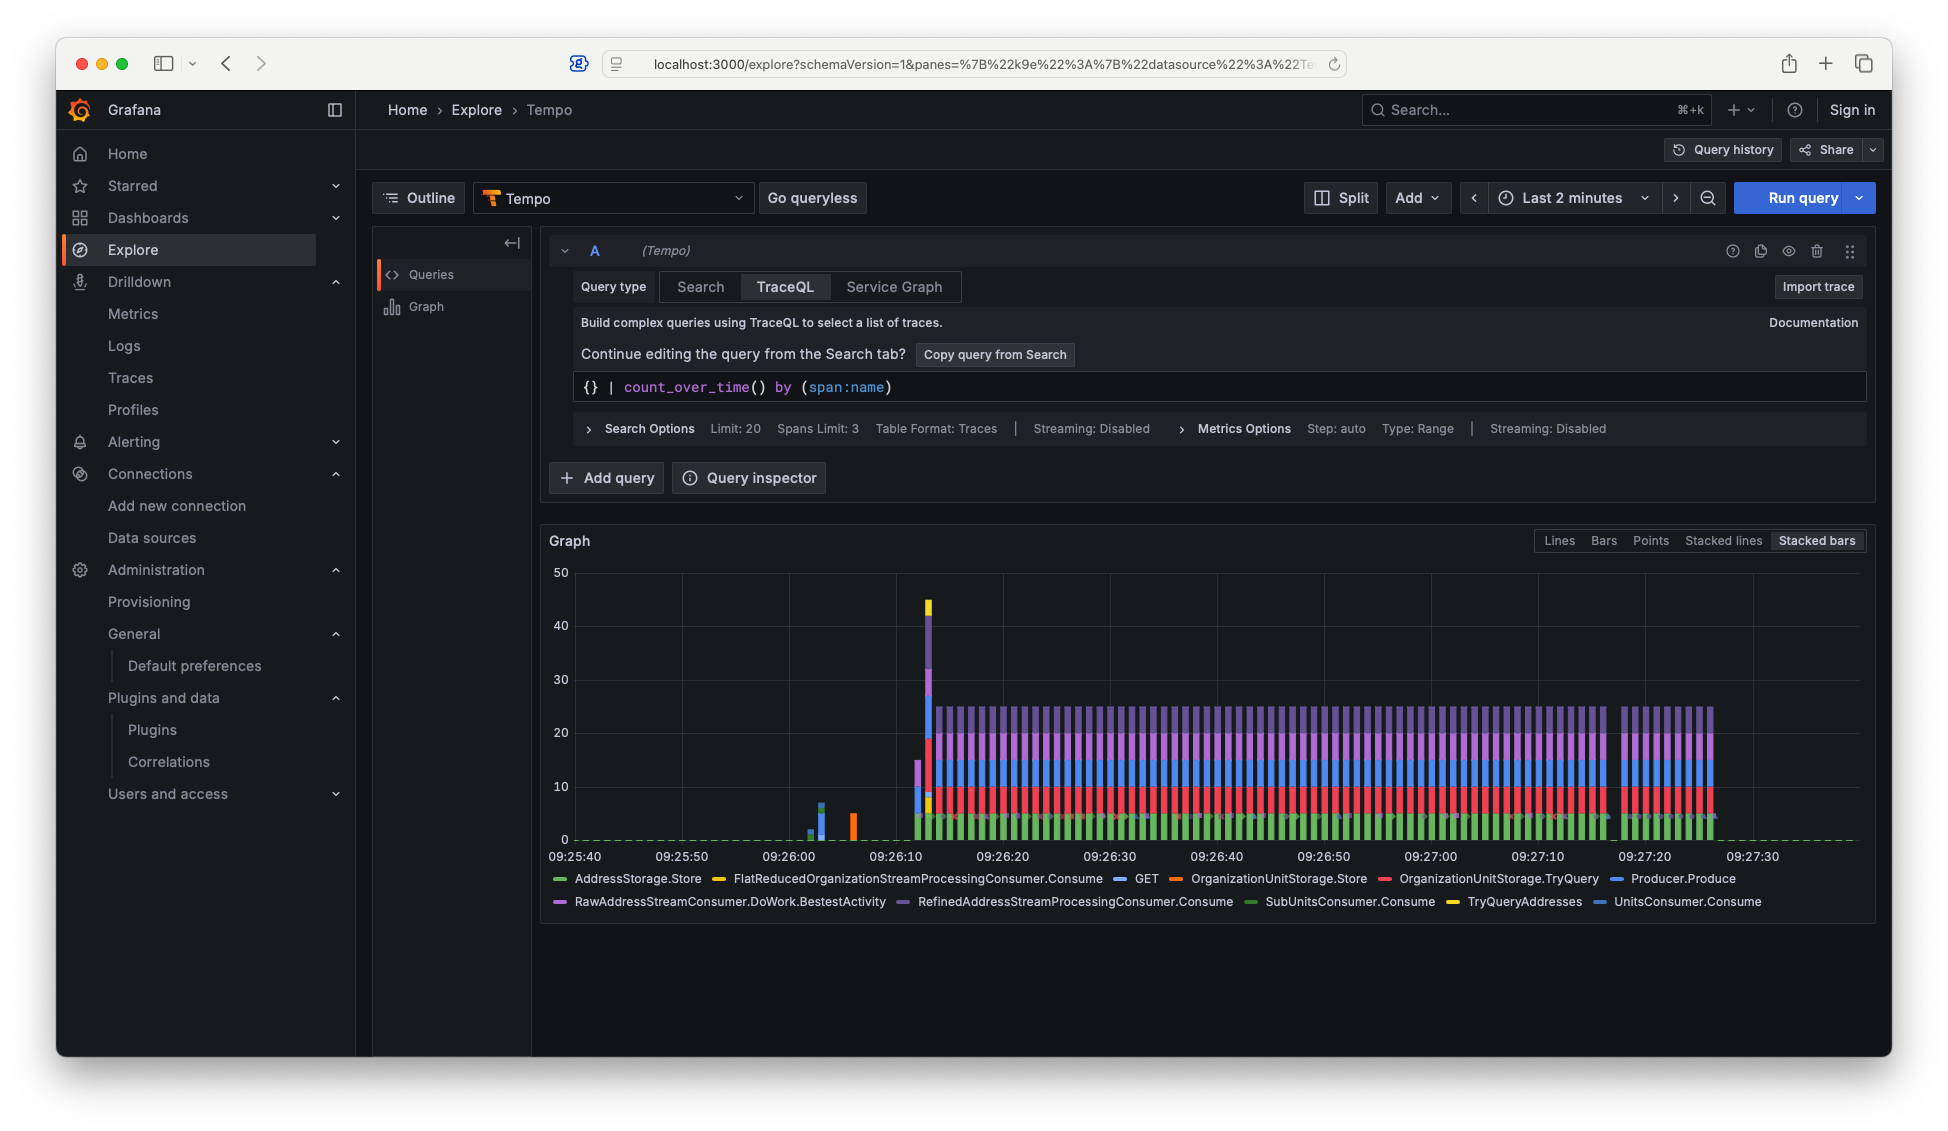 localhost:3000/explore?schemaVersion=1&panes=%7B%22k9e%22%3A%7B%22datasource%22%3A%22Te
Grafana
Home › Explore › Tempo
Search... ⌘+k
Sign in
Query history
Share
Home
Starred
Dashboards
Explore
Drilldown
Metrics
Logs
Traces
Profiles
Alerting
Connections
Add new connection
Data sources
Administration
Provisioning
General
Default preferences
Plugins and data
Plugins
Correlations
Users and access
Outline
Tempo
Go queryless
Split
Add
Last 2 minutes
Run query
Queries
Graph
A (Tempo)
Query type Search TraceQL Service Graph
Import trace
Build complex queries using TraceQL to select a list of traces.
Documentation
Continue editing the query from the Search tab? Copy query from Search
{} | count_over_time() by (span:name)
Search Options Limit: 20 Spans Limit: 3 Table Format: Traces | Streaming: Disabled
Metrics Options Step: auto Type: Range | Streaming: Disabled
+ Add query
Query inspector
Graph
Lines Bars Points Stacked lines Stacked bars
50
40
30
20
10
0
09:25:40 09:25:50 09:26:00 09:26:10 09:26:20 09:26:30 09:26:40 09:26:50 09:27:00 09:27:10 09:27:20 09:27:30
AddressStorage.Store FlatReducedOrganizationStreamProcessingConsumer.Consume GET OrganizationUnitStorage.Store OrganizationUnitStorage.TryQuery Producer.Produce
RawAddressStreamConsumer.DoWork.BestestActivity RefinedAddressStreamProcessingConsumer.Consume SubUnitsConsumer.Consume TryQueryAddresses UnitsConsumer.Consume